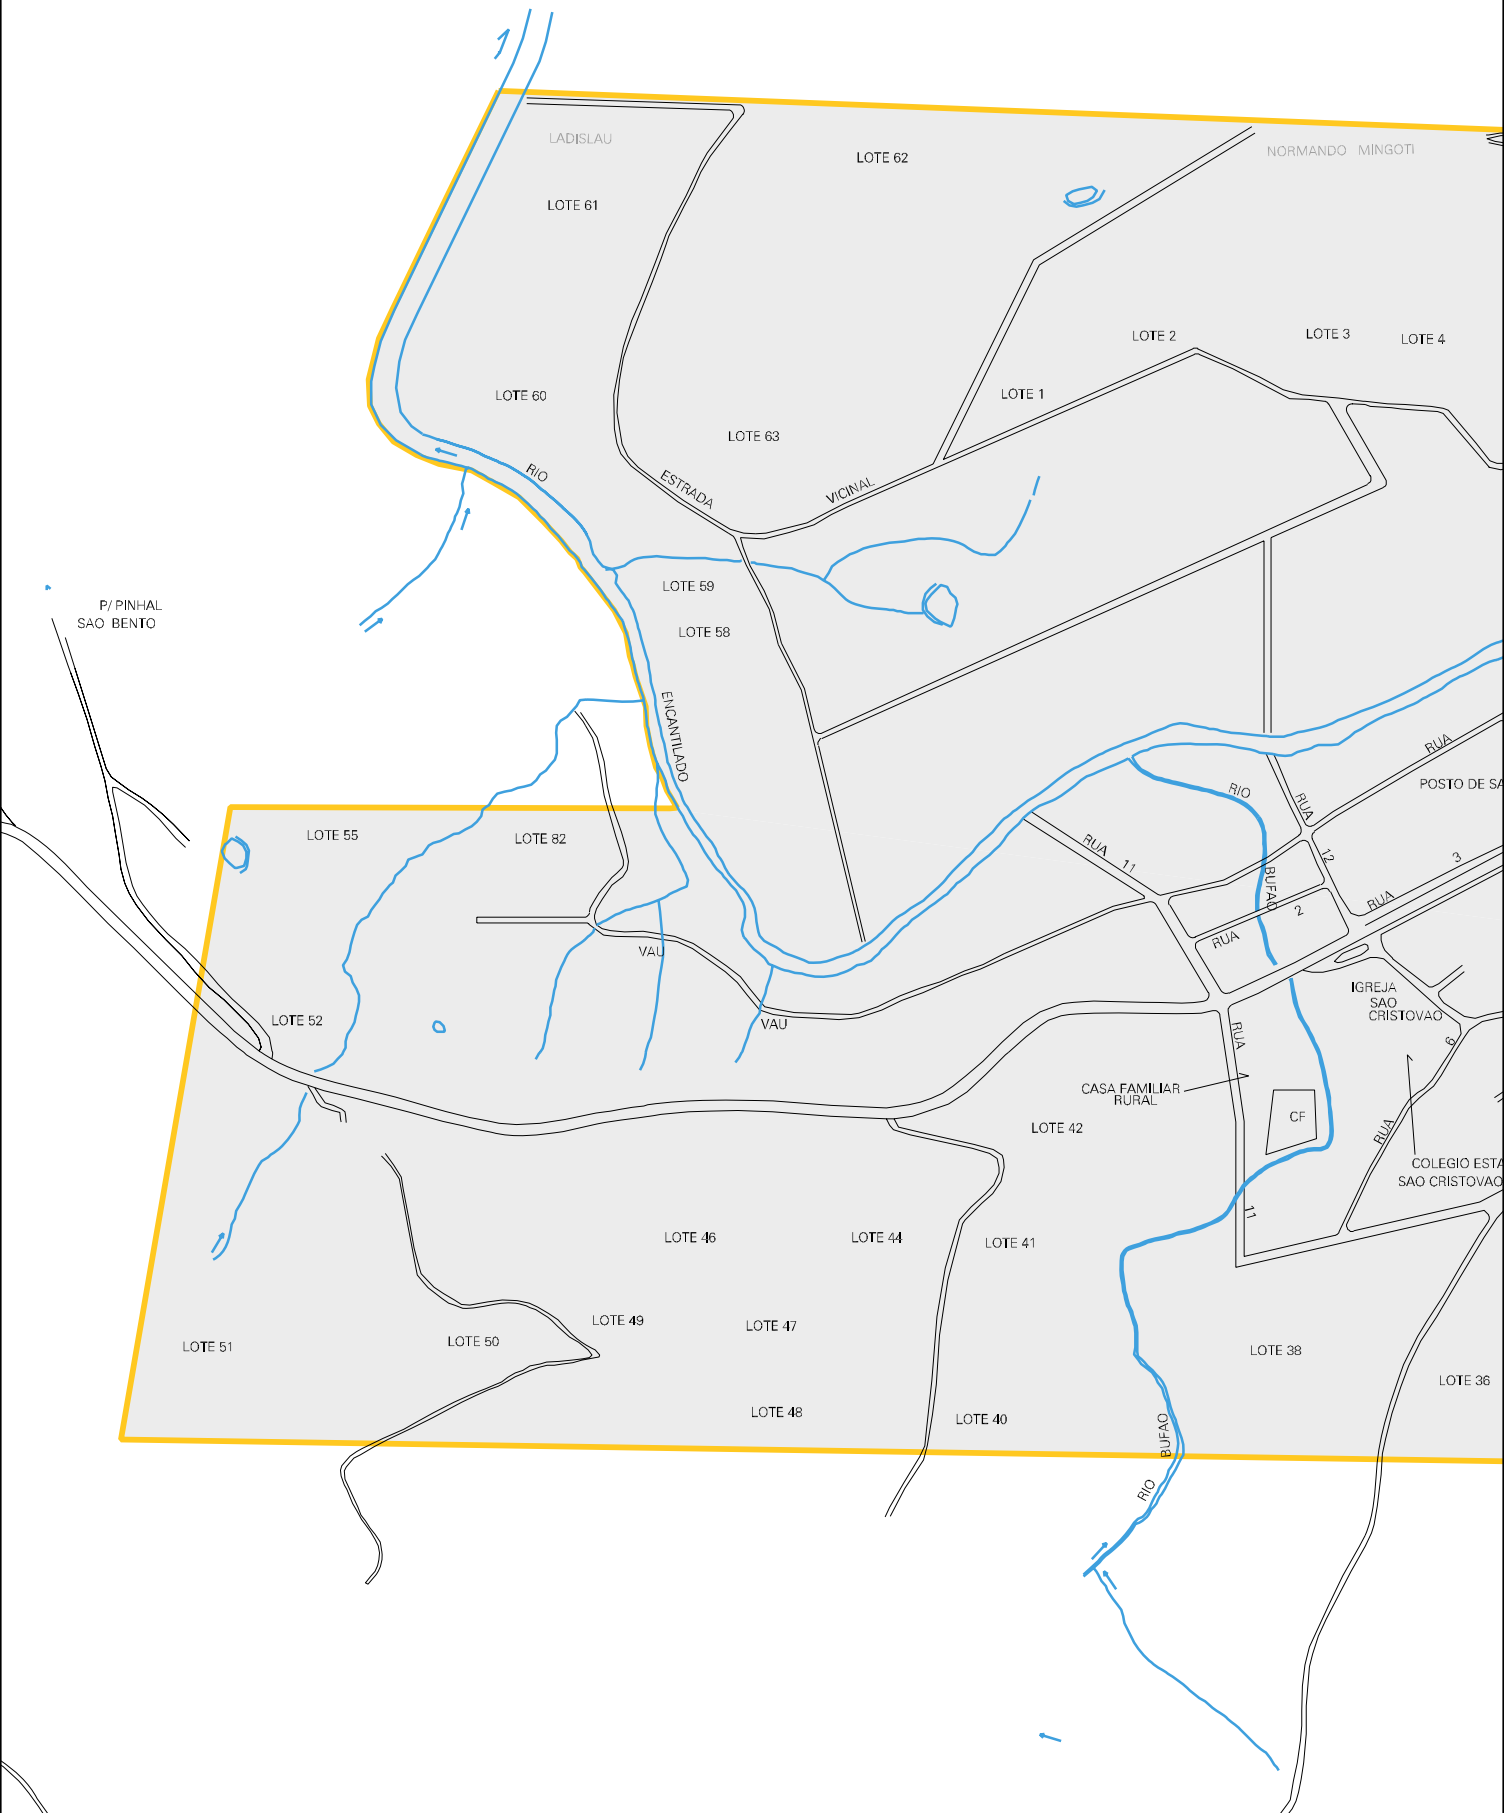 LADISLAU
LOTE 62
NORMANDO MINGOTI
LOTE 61
LOTE 2
LOTE 3
LOTE 4
LOTE 60
LOTE 1
LOTE 63
RIO
ESTRADA
VICINAL
LOTE 59
P/ PINHAL
SAO BENTO
LOTE 58
ENCANTILADO
RUA
RIO
POSTO DE SA
RUA
LOTE 55
LOTE 82
RUA 11
12
3
BUFAO
RUA
2
RUA
VAU
IGREJA
SAO
CRISTOVAO
LOTE 52
VAU
RUA
6
CASA FAMILIAR
RURAL
CF
LOTE 42
RUA
COLEGIO ESTA
SAO CRISTOVAO
11
LOTE 46
LOTE 44
LOTE 41
LOTE 49
LOTE 47
LOTE 51
LOTE 50
LOTE 38
LOTE 36
LOTE 48
LOTE 40
BUFAO
RIO